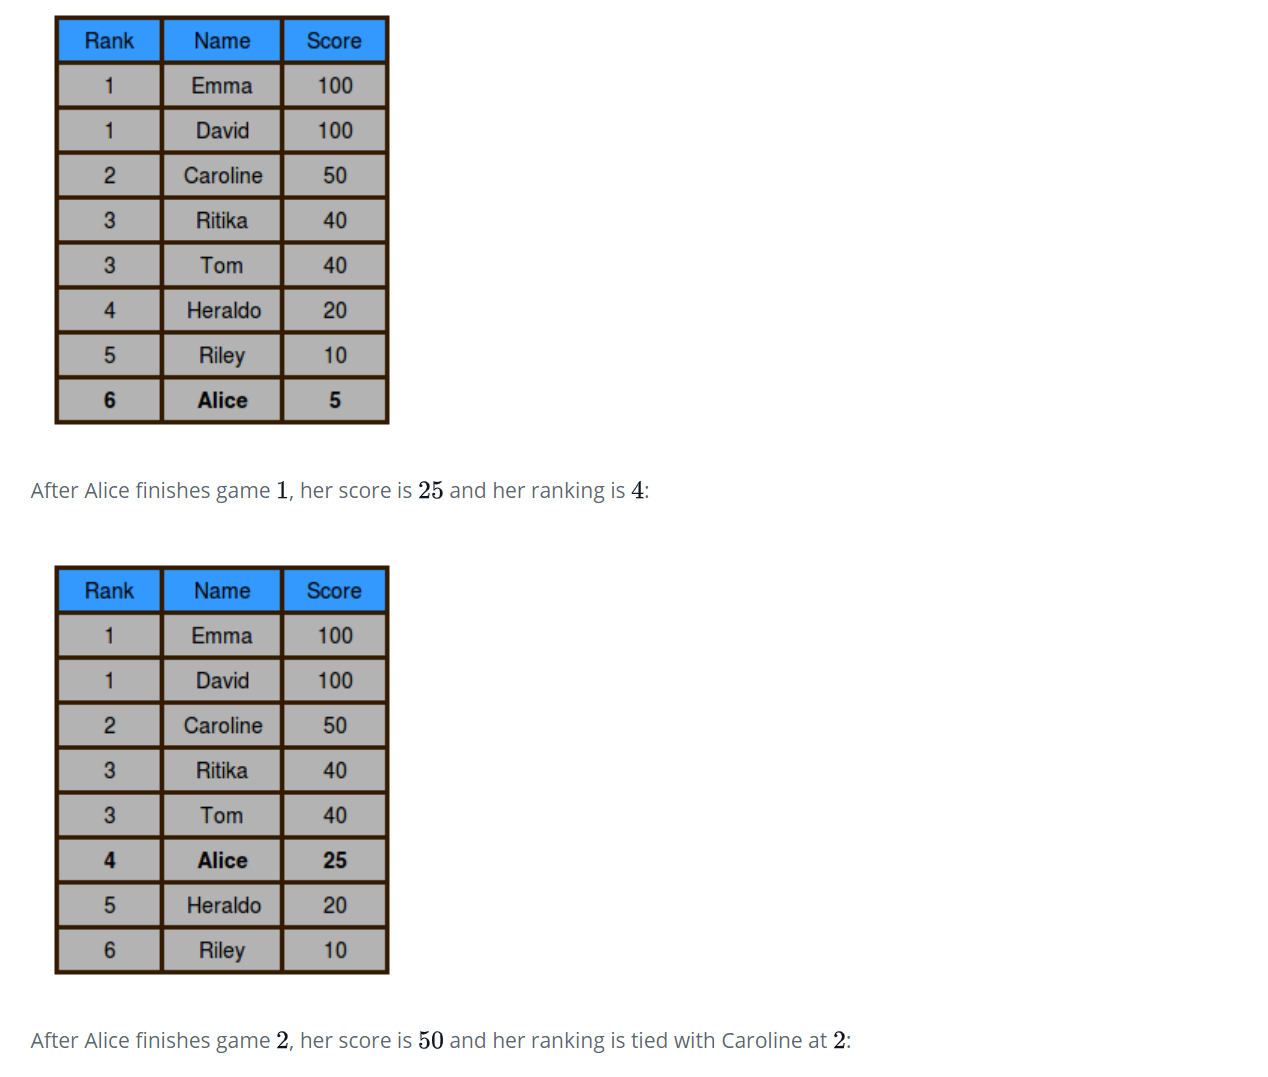 Rank Name Score
1 Emma 100
1 David 100
2 Caroline 50
3 Ritika 40
3 Tom 40
4 Heraldo 20
5 Riley 10
6 Alice 5
After Alice finishes game 1, her score is 25 and her ranking is 4:
Rank Name Score
1 Emma 100
1 David 100
2 Caroline 50
3 Ritika 40
3 Tom 40
4 Alice 25
5 Heraldo 20
6 Riley 10
After Alice finishes game 2, her score is 50 and her ranking is tied with Caroline at 2: